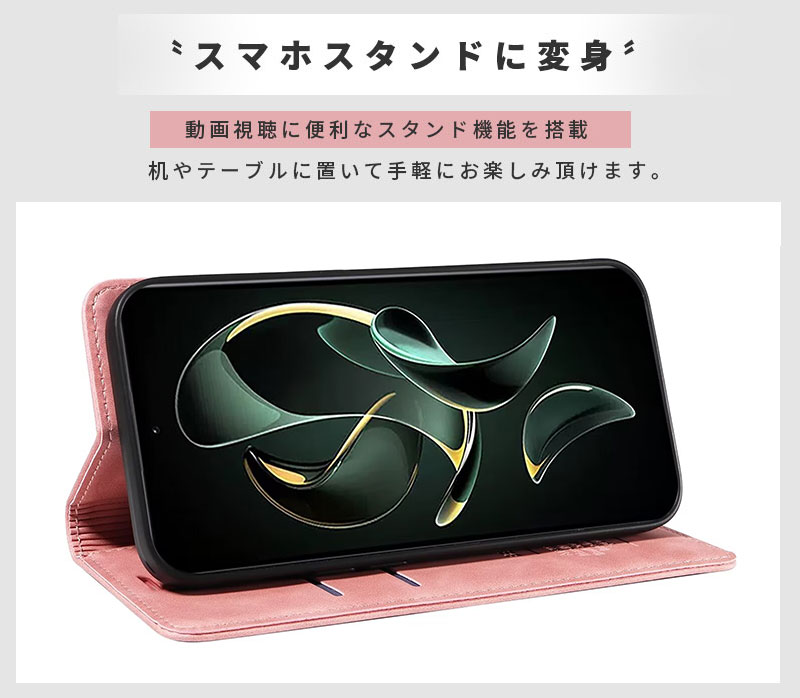 〝スマホスタンドに変身〞
動画視聴に便利なスタンド機能を搭載
机やテーブルに置いて手軽にお楽しみ頂けます。